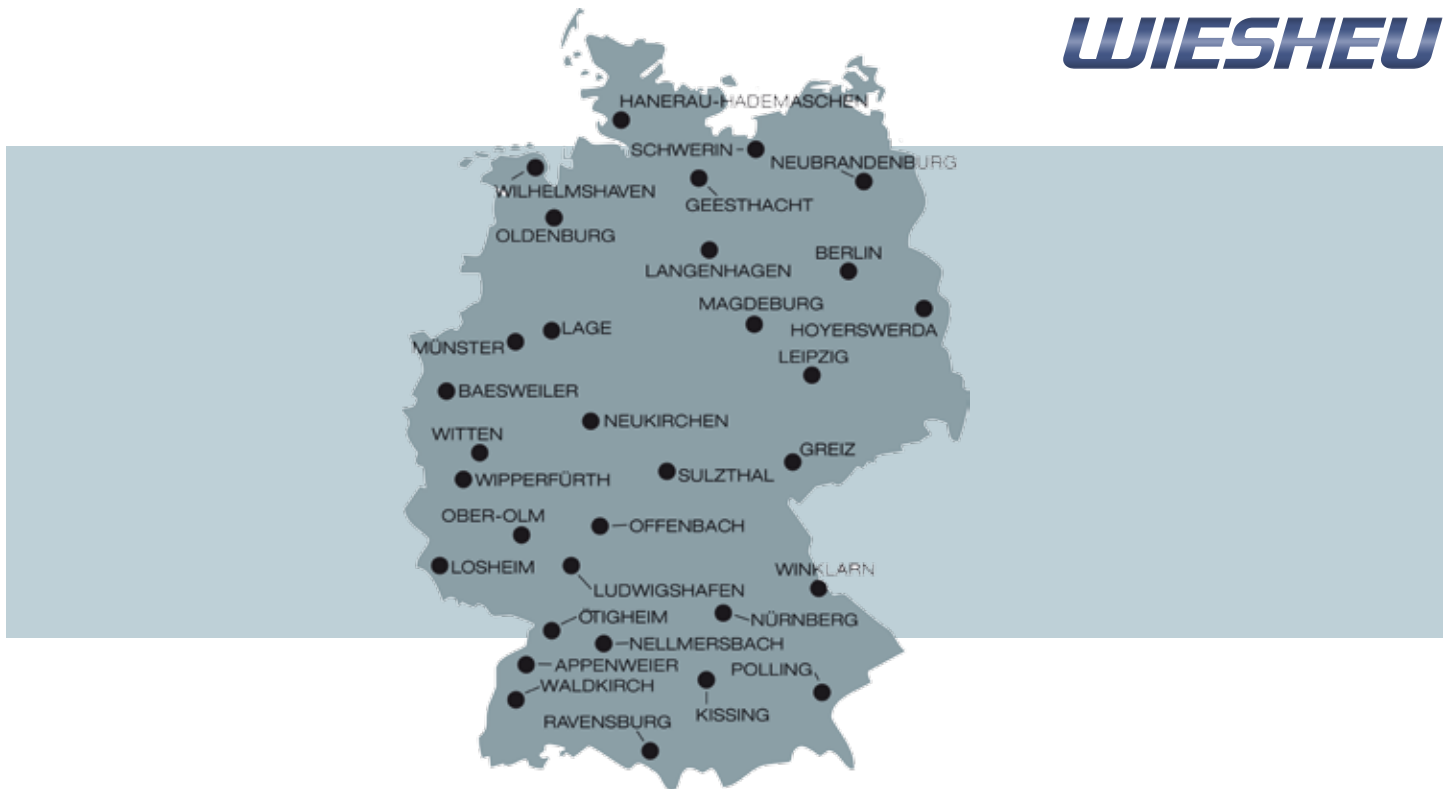 WIESHEU
HANERAU-HADEMASCHEN
SCHWERIN
NEUBRANDENBURG
WILHELMSHAVEN
GEESTHACHT
OLDENBURG
BERLIN
LANGENHAGEN
MAGDEBURG
LAGE
HOYERSWERDA
MÜNSTER
LEIPZIG
BAESWEILER
NEUKIRCHEN
WITTEN
GREIZ
SULZTHAL
WIPPERFÜRTH
OBER-OLM
OFFENBACH
LOSHEIM
WINKLARN
LUDWIGSHAFEN
ÖTIGHEIM
NÜRNBERG
NELLMERSBACH
APPENWEIER
POLLING
WALDKIRCH
KISSING
RAVENSBURG